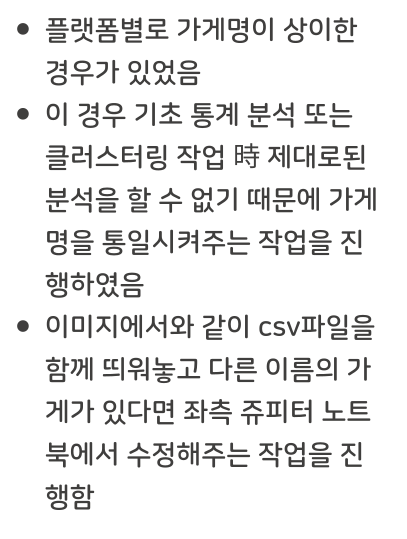 • 플랫폼별로 가게명이 상이한
경우가 있었음
• 이 경우 기초 통계 분석 또는
클러스터링 작업 時 제대로된
분석을 할 수 없기 때문에 가게
명을 통일시켜주는 작업을 진
행하였음
• 이미지에서와 같이 csv파일을
함께 띄워놓고 다른 이름의 가
게가 있다면 좌측 쥬피터 노트
북에서 수정해주는 작업을 진
행함